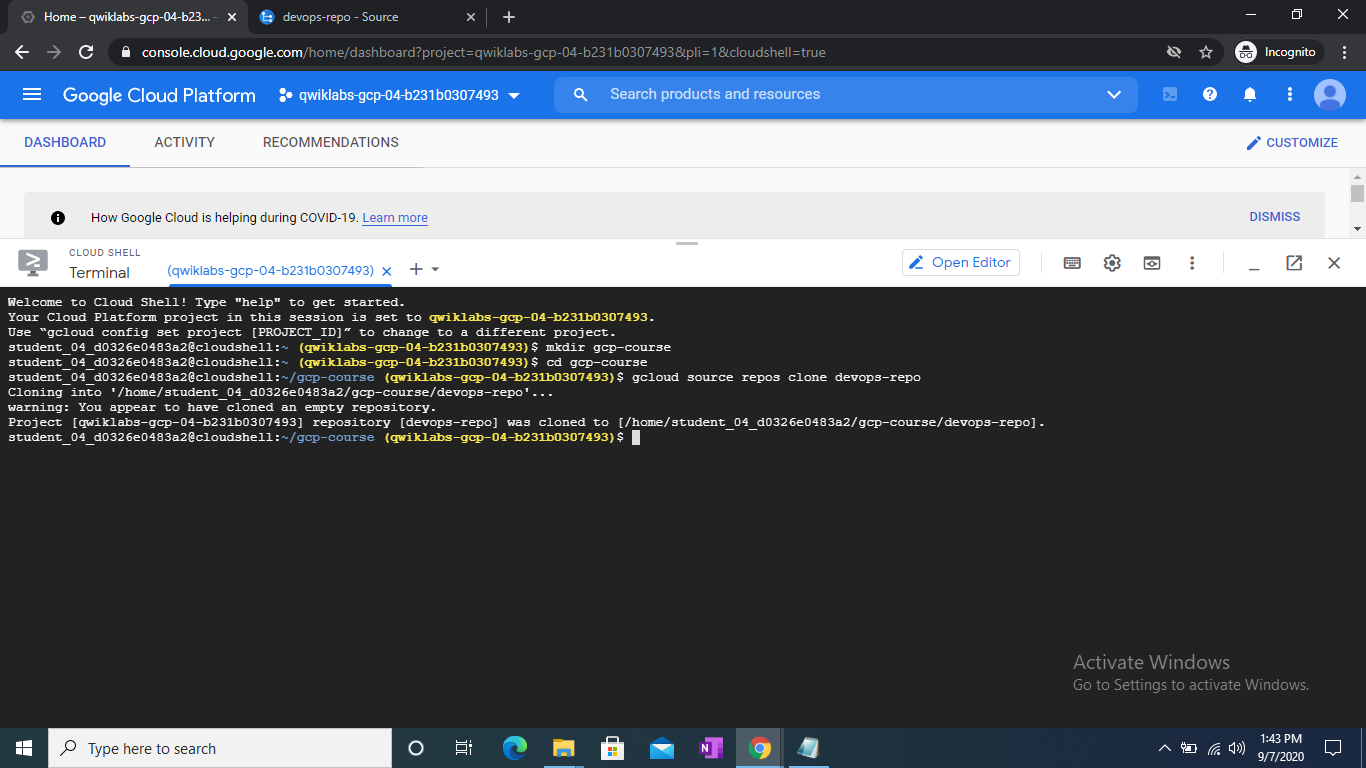 Home – qwiklabs-gcp-04-b23...
devops-repo - Source
console.cloud.google.com/home/dashboard?project=qwiklabs-gcp-04-b231b0307493&pli=1&cloudshell=true
Incognito
Google Cloud Platform
qwiklabs-gcp-04-b231b0307493
Search products and resources
DASHBOARD
ACTIVITY
RECOMMENDATIONS
CUSTOMIZE
How Google Cloud is helping during COVID-19. Learn more
DISMISS
CLOUD SHELL
Terminal
(qwiklabs-gcp-04-b231b0307493)
Open Editor
Welcome to Cloud Shell! Type "help" to get started.
Your Cloud Platform project in this session is set to qwiklabs-gcp-04-b231b0307493.
Use “gcloud config set project [PROJECT_ID]” to change to a different project.
student_04_d0326e0483a2@cloudshell:~ (qwiklabs-gcp-04-b231b0307493)$ mkdir gcp-course
student_04_d0326e0483a2@cloudshell:~ (qwiklabs-gcp-04-b231b0307493)$ cd gcp-course
student_04_d0326e0483a2@cloudshell:~/gcp-course (qwiklabs-gcp-04-b231b0307493)$ gcloud source repos clone devops-repo
Cloning into '/home/student_04_d0326e0483a2/gcp-course/devops-repo'...
warning: You appear to have cloned an empty repository.
Project [qwiklabs-gcp-04-b231b0307493] repository [devops-repo] was cloned to [/home/student_04_d0326e0483a2/gcp-course/devops-repo].
student_04_d0326e0483a2@cloudshell:~/gcp-course (qwiklabs-gcp-04-b231b0307493)$
Activate Windows
Go to Settings to activate Windows.
Type here to search
1:43 PM
9/7/2020